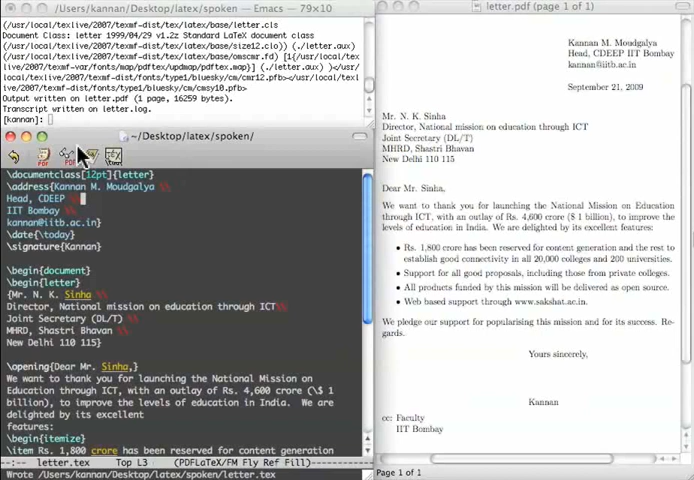 /Users/kannan/Desktop/latex/spoken/ — Emacs — 79×10
(/usr/local/texlive/2007/texmf-dist/tex/latex/base/letter.cls
Document Class: letter 1999/04/29 v1.2z Standard LaTeX document class
(/usr/local/texlive/2007/texmf-dist/tex/latex/base/size12.clo)) (./letter.aux)
(/usr/local/texlive/2007/texmf-dist/tex/latex/base/omscmr.fd) [1{/usr/local/tex
live/2007/texmf-var/fonts/map/pdftex/updmap/pdftex.map}] (./letter.aux) )</usr/
local/texlive/2007/texmf-dist/fonts/type1/bluesky/cm/cmr12.pfb></usr/local/texl
ive/2007/texmf-dist/fonts/type1/bluesky/cm/cmsy10.pfb>
Output written on letter.pdf (1 page, 16259 bytes).
Transcript written on letter.log.
[kannan]:
~/Desktop/latex/spoken/
\documentclass[12pt]{letter}
\address{Kannan M. Moudgalya \\
Head, CDEEP \\
IIT Bombay \\
kannan@iitb.ac.in}
\date{\today}
\signature{Kannan}
\begin{document}
\begin{letter}
{Mr. N. K. Sinha \\
Director, National mission on education through ICT\\
Joint Secretary (DL/T) \\
MHRD, Shastri Bhavan \\
New Delhi 110 115}
\opening{Dear Mr. Sinha,}
We want to thank you for launching the National Mission on
Education through ICT, with an outlay of Rs. 4,600 crore (\$ 1
billion), to improve the levels of education in India.  We are
delighted by its excellent
features:
\begin{itemize}
\item Rs. 1,800 crore has been reserved for content generation
-:-- letter.tex Top L3 (PDFLaTeX/FM Fly Ref Fill)
Wrote /Users/kannan/Desktop/latex/spoken/letter.tex
letter.pdf (page 1 of 1)
Kannan M. Moudgalya
Head, CDEEP IIT Bombay
kannan@iitb.ac.in
September 21, 2009
Mr. N. K. Sinha
Director, National mission on education through ICT
Joint Secretary (DL/T)
MHRD, Shastri Bhavan
New Delhi 110 115
Dear Mr. Sinha,
We want to thank you for launching the National Mission on Education
through ICT, with an outlay of Rs. 4,600 crore ($ 1 billion), to improve the
levels of education in India. We are delighted by its excellent features:
• Rs. 1,800 crore has been reserved for content generation and the rest to
establish good connectivity in all 20,000 colleges and 200 universities.
• Support for all good proposals, including those from private colleges.
• All products funded by this mission will be delivered as open source.
• Web based support through www.sakshat.ac.in.
We pledge our support for popularising this mission and for its success. Re-
gards.
Yours sincerely,
Kannan
cc: Faculty
IIT Bombay
Page 1 of 1